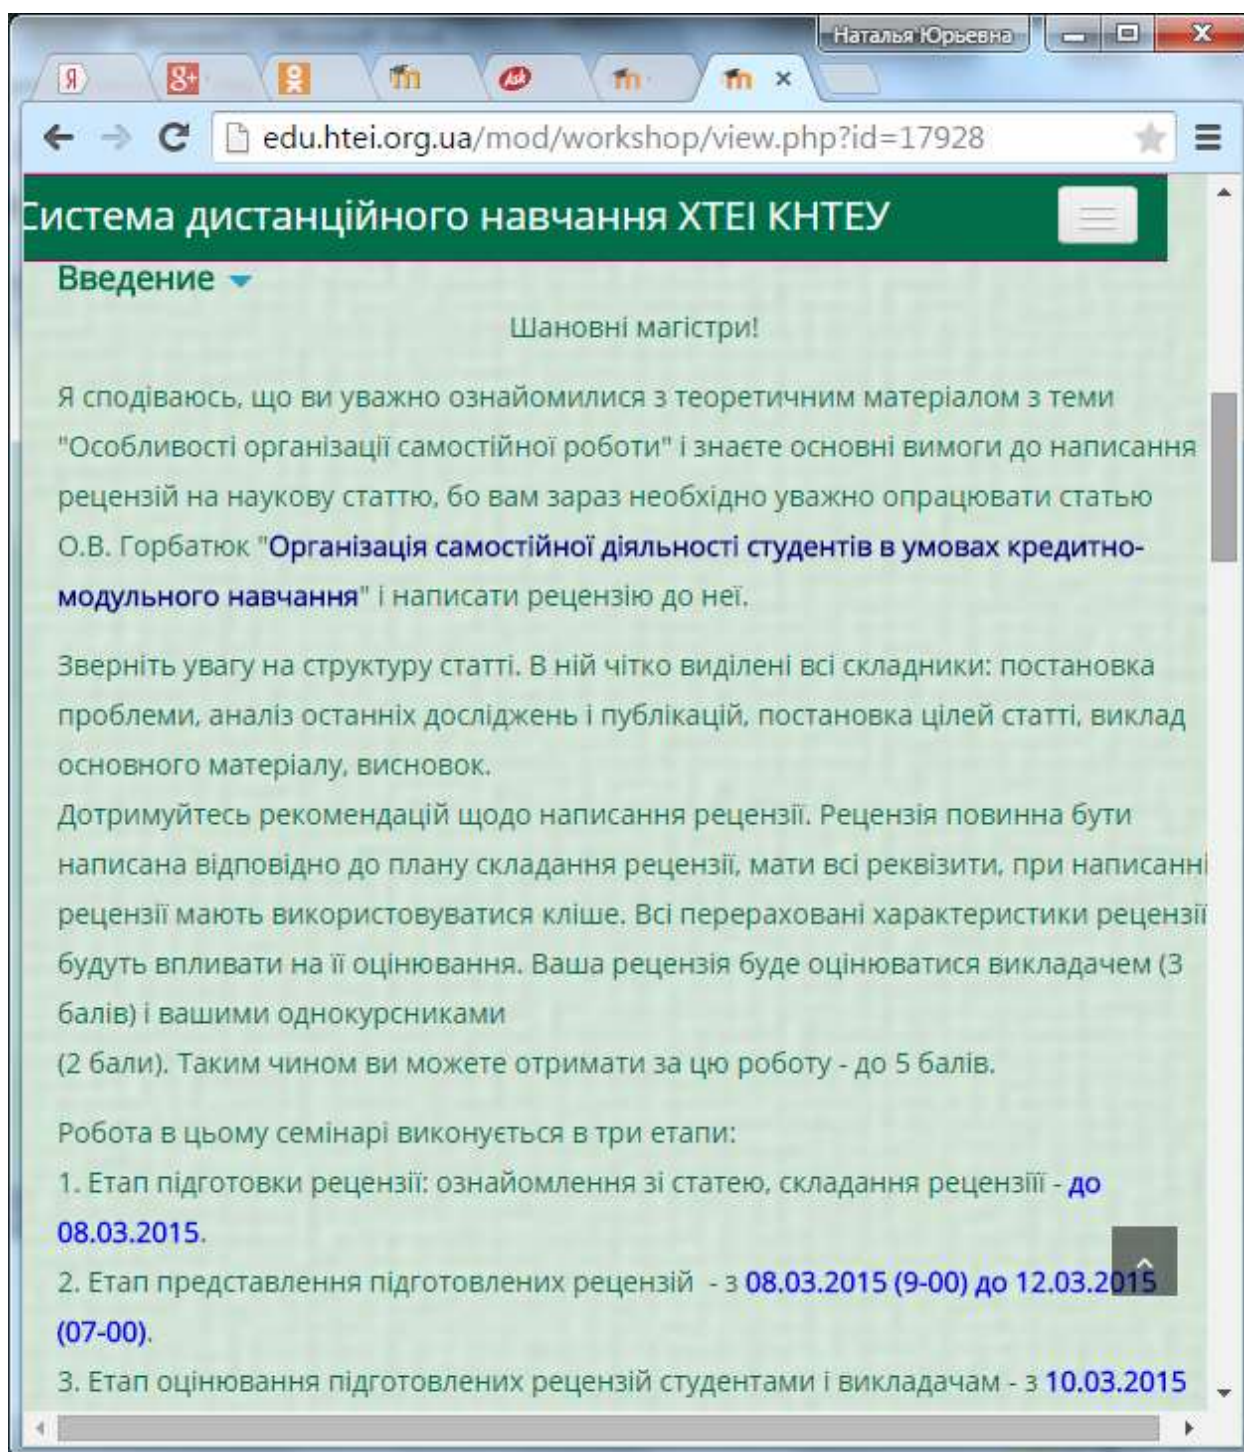 Наталья Юрьевна
edu.htei.org.ua/mod/workshop/view.php?id=17928
Система дистанційного навчання ХТЕІ КНТЕУ
Введение
Шановні магістри!
Я сподіваюсь, що ви уважно ознайомилися з теоретичним матеріалом з теми
"Особливості організації самостійної роботи" і знаєте основні вимоги до написання
рецензій на наукову статтю, бо вам зараз необхідно уважно опрацювати статью
О.В. Горбатюк "Організація самостійної діяльності студентів в умовах кредитно-
модульного навчання" і написати рецензію до неї.
Зверніть увагу на структуру статті. В ній чітко виділені всі складники: постановка
проблеми, аналіз останніх досліджень і публікацій, постановка цілей статті, виклад
основного матеріалу, висновок.
Дотримуйтесь рекомендацій щодо написання рецензії. Рецензія повинна бути
написана відповідно до плану складання рецензії, мати всі реквізити, при написанні
рецензії мають використовуватися кліше. Всі перераховані характеристики рецензії
будуть впливати на її оцінювання. Ваша рецензія буде оцінюватися викладачем (3
балів) і вашими однокурсниками
(2 бали). Таким чином ви можете отримати за цю роботу - до 5 балів.
Робота в цьому семінарі виконується в три етапи:
1. Етап підготовки рецензії: ознайомлення зі статею, складання рецензіїї - до
08.03.2015.
2. Етап представлення підготовлених рецензій - з 08.03.2015 (9-00) до 12.03.2015
(07-00).
3. Етап оцінювання підготовлених рецензій студентами і викладачам - з 10.03.2015